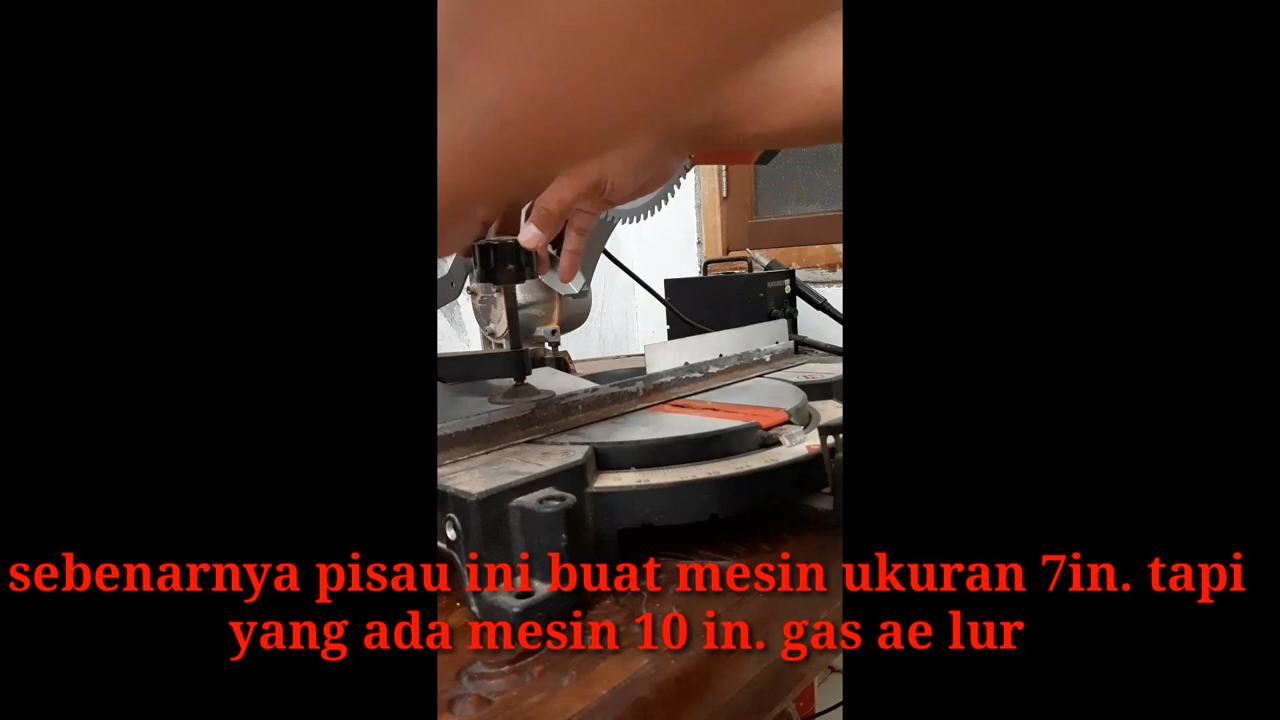 sebenarnya pisau ini buat mesin ukuran 7in. tapi
yang ada mesin 10 in. gas ae lur